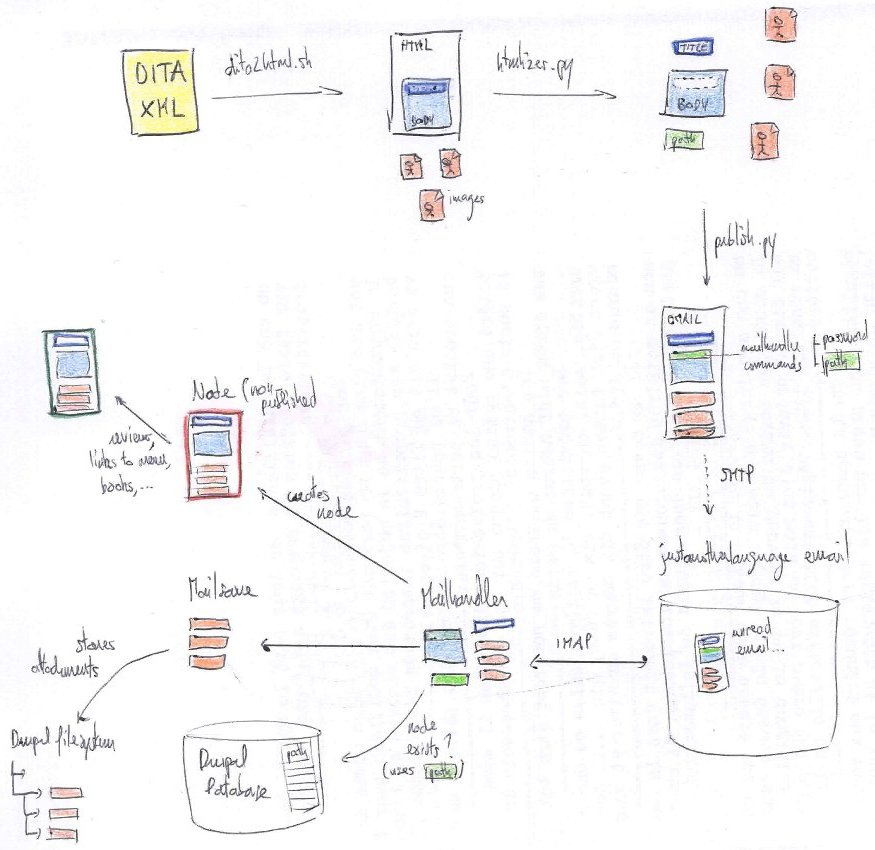 DITA
XML
dita2html.sh
HTML
BODY
images
htmlizer.py
TITLE
BODY
path
publish.py
EMAIL
mailhandler
commands
password
path
SMTP
justanotherlanguage email
unread
email...
IMAP
Mailhandler
creates
node
Node (non
published
review,
links to menu,
books,...
Mailsave
stores
attachments
Drupal filesystem
node
exists?
(uses path)
Drupal
Database
path